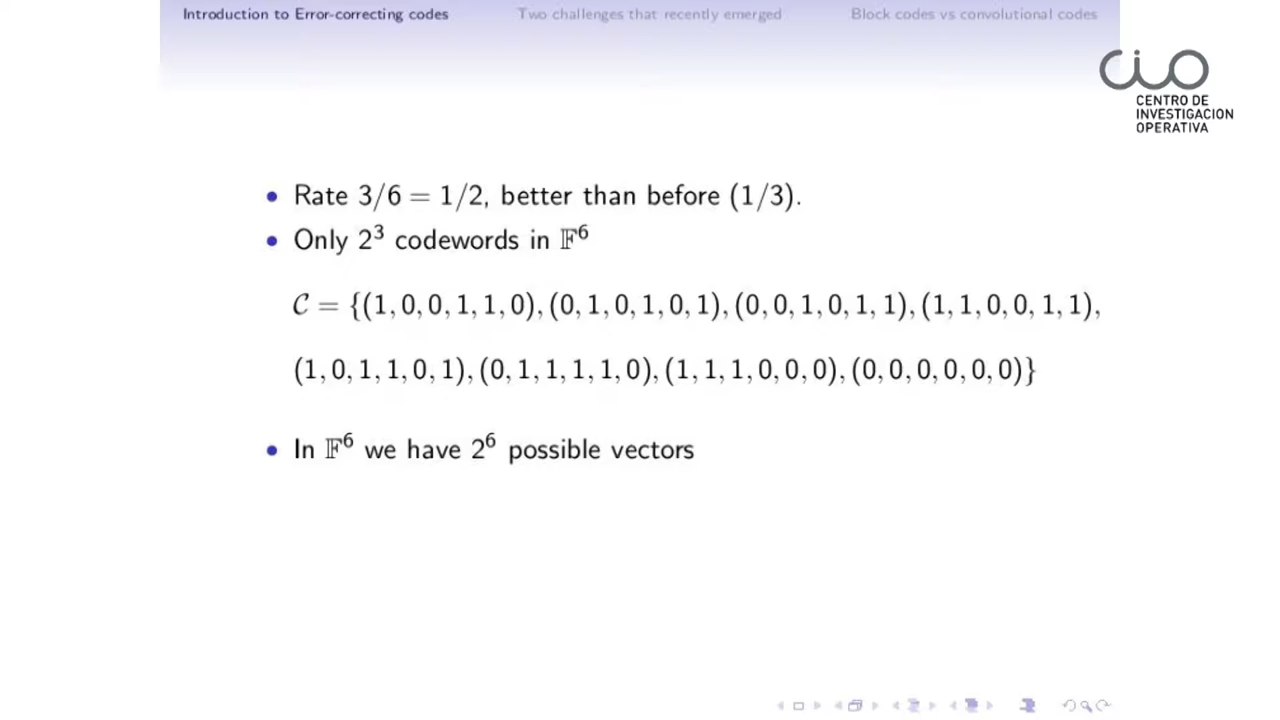 Introduction to Error-correcting codes Two challenges that recently emerged Block codes vs convolutional codes
CIO
CENTRO DE
INVESTIGACION
OPERATIVA
• Rate 3/6 = 1/2, better than before (1/3).
• Only 2³ codewords in 𝔽⁶
𝒞 = {(1, 0, 0, 1, 1, 0), (0, 1, 0, 1, 0, 1), (0, 0, 1, 0, 1, 1), (1, 1, 0, 0, 1, 1),
(1, 0, 1, 1, 0, 1), (0, 1, 1, 1, 1, 0), (1, 1, 1, 0, 0, 0), (0, 0, 0, 0, 0, 0)}
• In 𝔽⁶ we have 2⁶ possible vectors